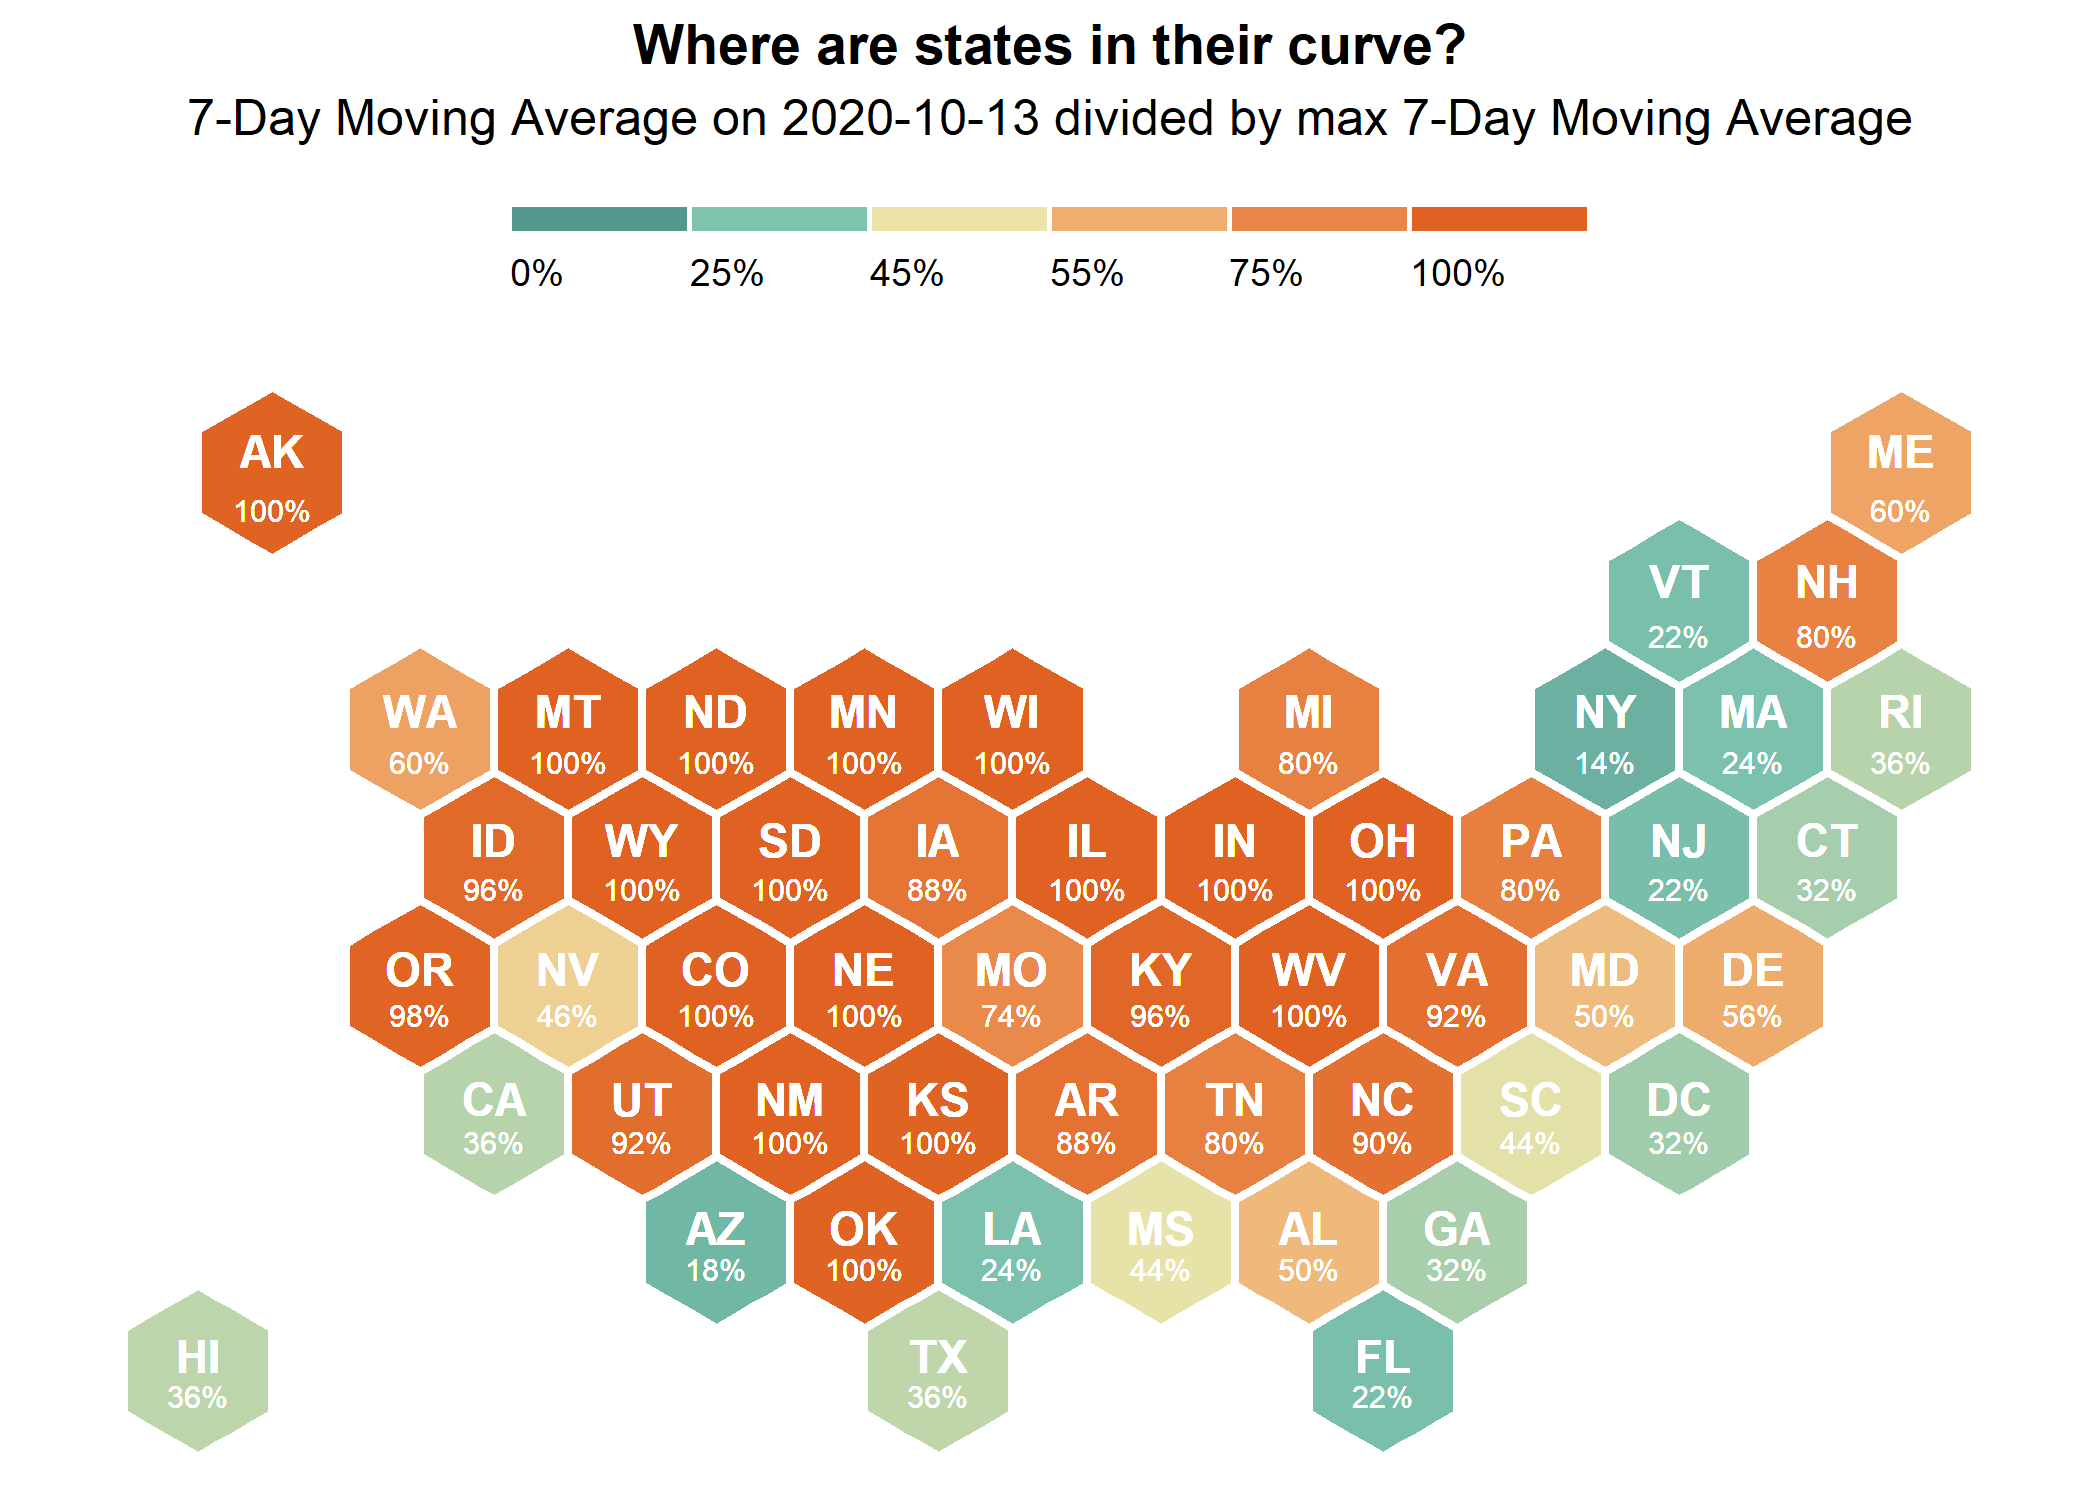 Where are states in their curve?
7-Day Moving Average on 2020-10-13 divided by max 7-Day Moving Average
0% 25% 45% 55% 75% 100%
AK ME
100% 60%
VT NH
22% 80%
WA MT ND MN WI MI NY MA RI
60% 100% 100% 100% 100% 80% 14% 24% 36%
ID WY SD IA IL IN OH PA NJ CT
96% 100% 100% 88% 100% 100% 100% 80% 22% 32%
OR NV CO NE MO KY WV VA MD DE
98% 46% 100% 100% 74% 96% 100% 92% 50% 56%
CA UT NM KS AR TN NC SC DC
36% 92% 100% 100% 88% 80% 90% 44% 32%
AZ OK LA MS AL GA
18% 100% 24% 44% 50% 32%
HI TX FL
36% 36% 22%